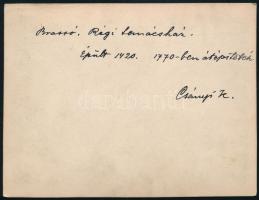 Brassó. Régi tanácsház.
Épült 1420. 1770-ben átépítették
Csányi K.